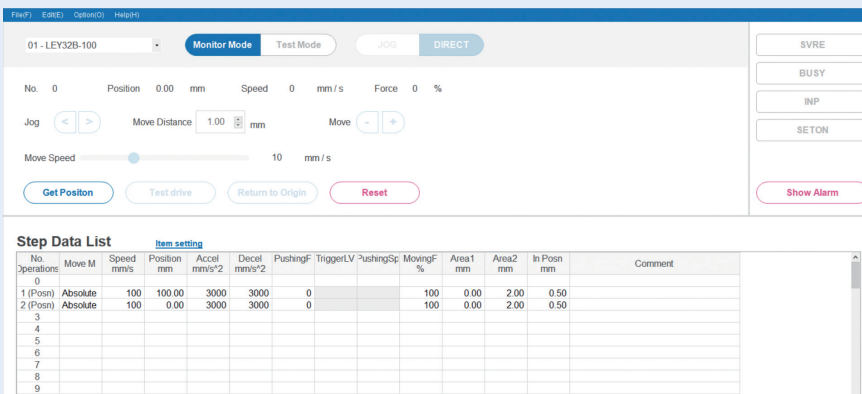 File(F) Edit(E) Option(O) Help(H)
01 - LEY32B-100 Monitor Mode Test Mode JOG DIRECT
SVRE
BUSY
INP
SETON
No. 0 Position 0.00 mm Speed 0 mm / s Force 0 %
Jog < > Move Distance 1.00 mm Move - +
Move Speed 10 mm / s
Get Positon Test drive Return to Origin Reset Show Alarm
Step Data List Item setting
No. Operations Move M Speed mm/s Position mm Accel mm/s^2 Decel mm/s^2 PushingF TriggerLV PushingSp MovingF % Area1 mm Area2 mm In Posn mm Comment
0
1 (Posn) Absolute 100 100.00 3000 3000 0 100 0.00 2.00 0.50
2 (Posn) Absolute 100 0.00 3000 3000 0 100 0.00 2.00 0.50
3
4
5
6
7
8
9